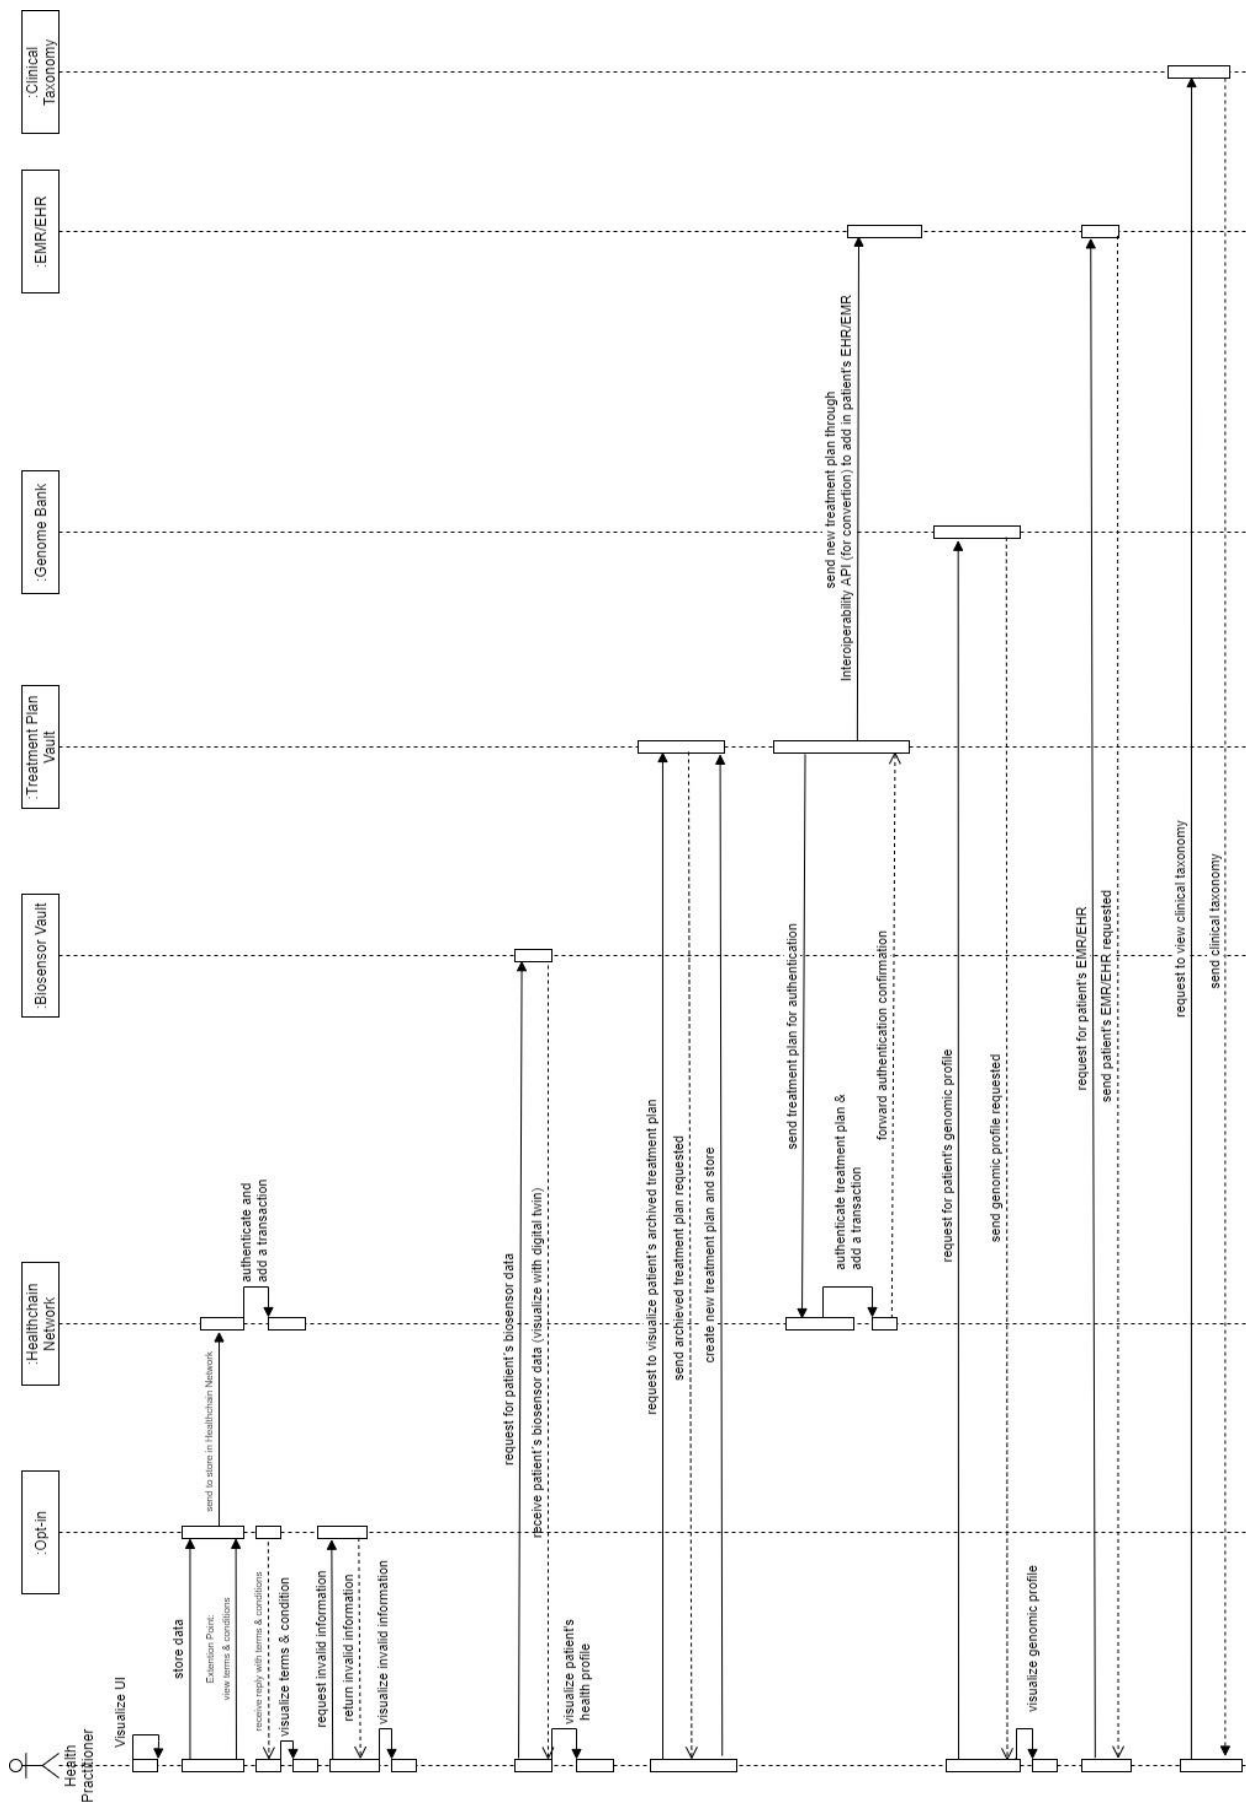 Health
Practitioner
:Opt-in
:Healthchain
Network
:Biosensor Vault
:Treatment Plan
Vault
:Genome Bank
:EMR/EHR
:Clinical
Taxonomy
Visualize UI
store data
Extention Point:
view terms & conditions
send to store in Healthchain Network
authenticate and
add a transaction
receive reply with terms & conditions
visualize terms & condition
request invalid information
return invalid information
visualize invalid information
request for patient's biosensor data
receive patient's biosensor data (visualize with digital twin)
visualize patient's
health profile
request to visualize patient's archived treatment plan
send archieved treatment plan requested
create new treatment plan and store
send treatment plan for authentication
authenticate treatment plan &
add a transaction
send new treatment plan through
Interoiperability API (for convertion) to add in patient's EHR/EMR
forward authentication confirmation
request for patient's genomic profile
send genomic profile requested
visualize genomic profile
request for patient's EMR/EHR
send patient's EMR/EHR requested
request to view clinical taxonomy
send clinical taxonomy